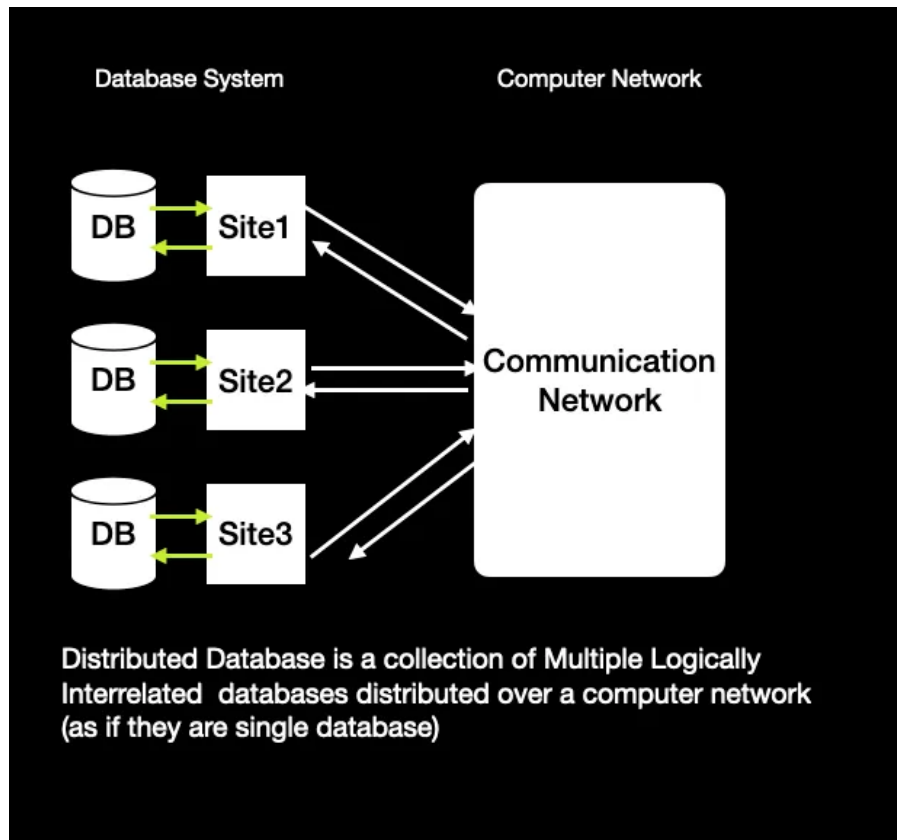 Database System
Computer Network
DB
Site1
DB
Site2
Communication
Network
DB
Site3
Distributed Database is a collection of Multiple Logically
Interrelated databases distributed over a computer network
(as if they are single database)